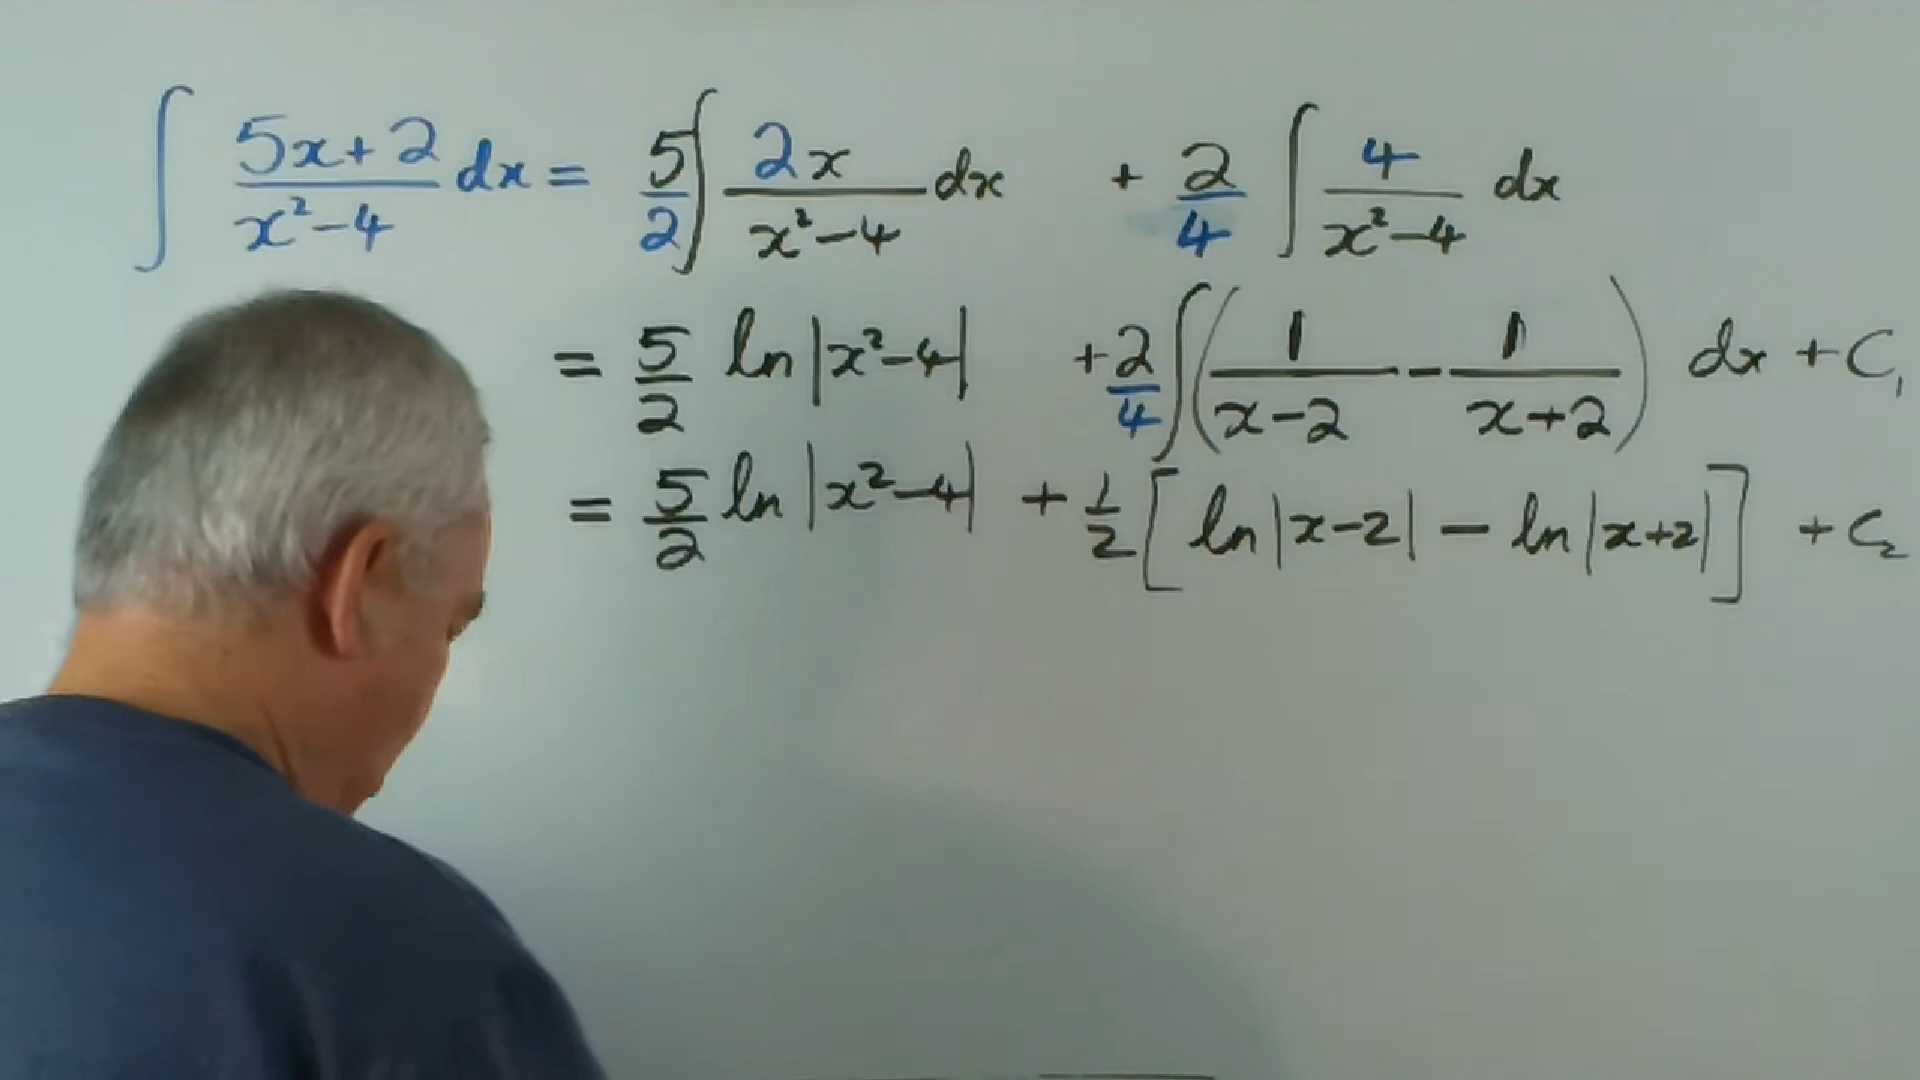 ∫ (5x+2)/(x²-4) dx = 5/2 ∫ 2x/(x²-4) dx + 2/4 ∫ 4/(x²-4) dx
= 5/2 ln|x²-4| + 2/4 ∫ (1/(x-2) - 1/(x+2)) dx + C₁
= 5/2 ln|x²-4| + 1/2 [ln|x-2| - ln|x+2|] + C₂